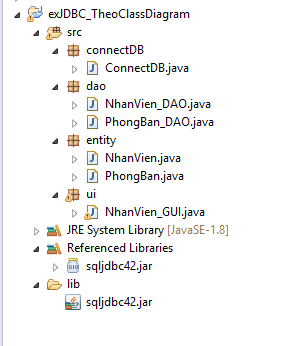 exJDBC_TheoClassDiagram
src
connectDB
ConnectDB.java
dao
NhanVien_DAO.java
PhongBan_DAO.java
entity
NhanVien.java
PhongBan.java
ui
NhanVien_GUI.java
JRE System Library [JavaSE-1.8]
Referenced Libraries
sqljdbc42.jar
lib
sqljdbc42.jar